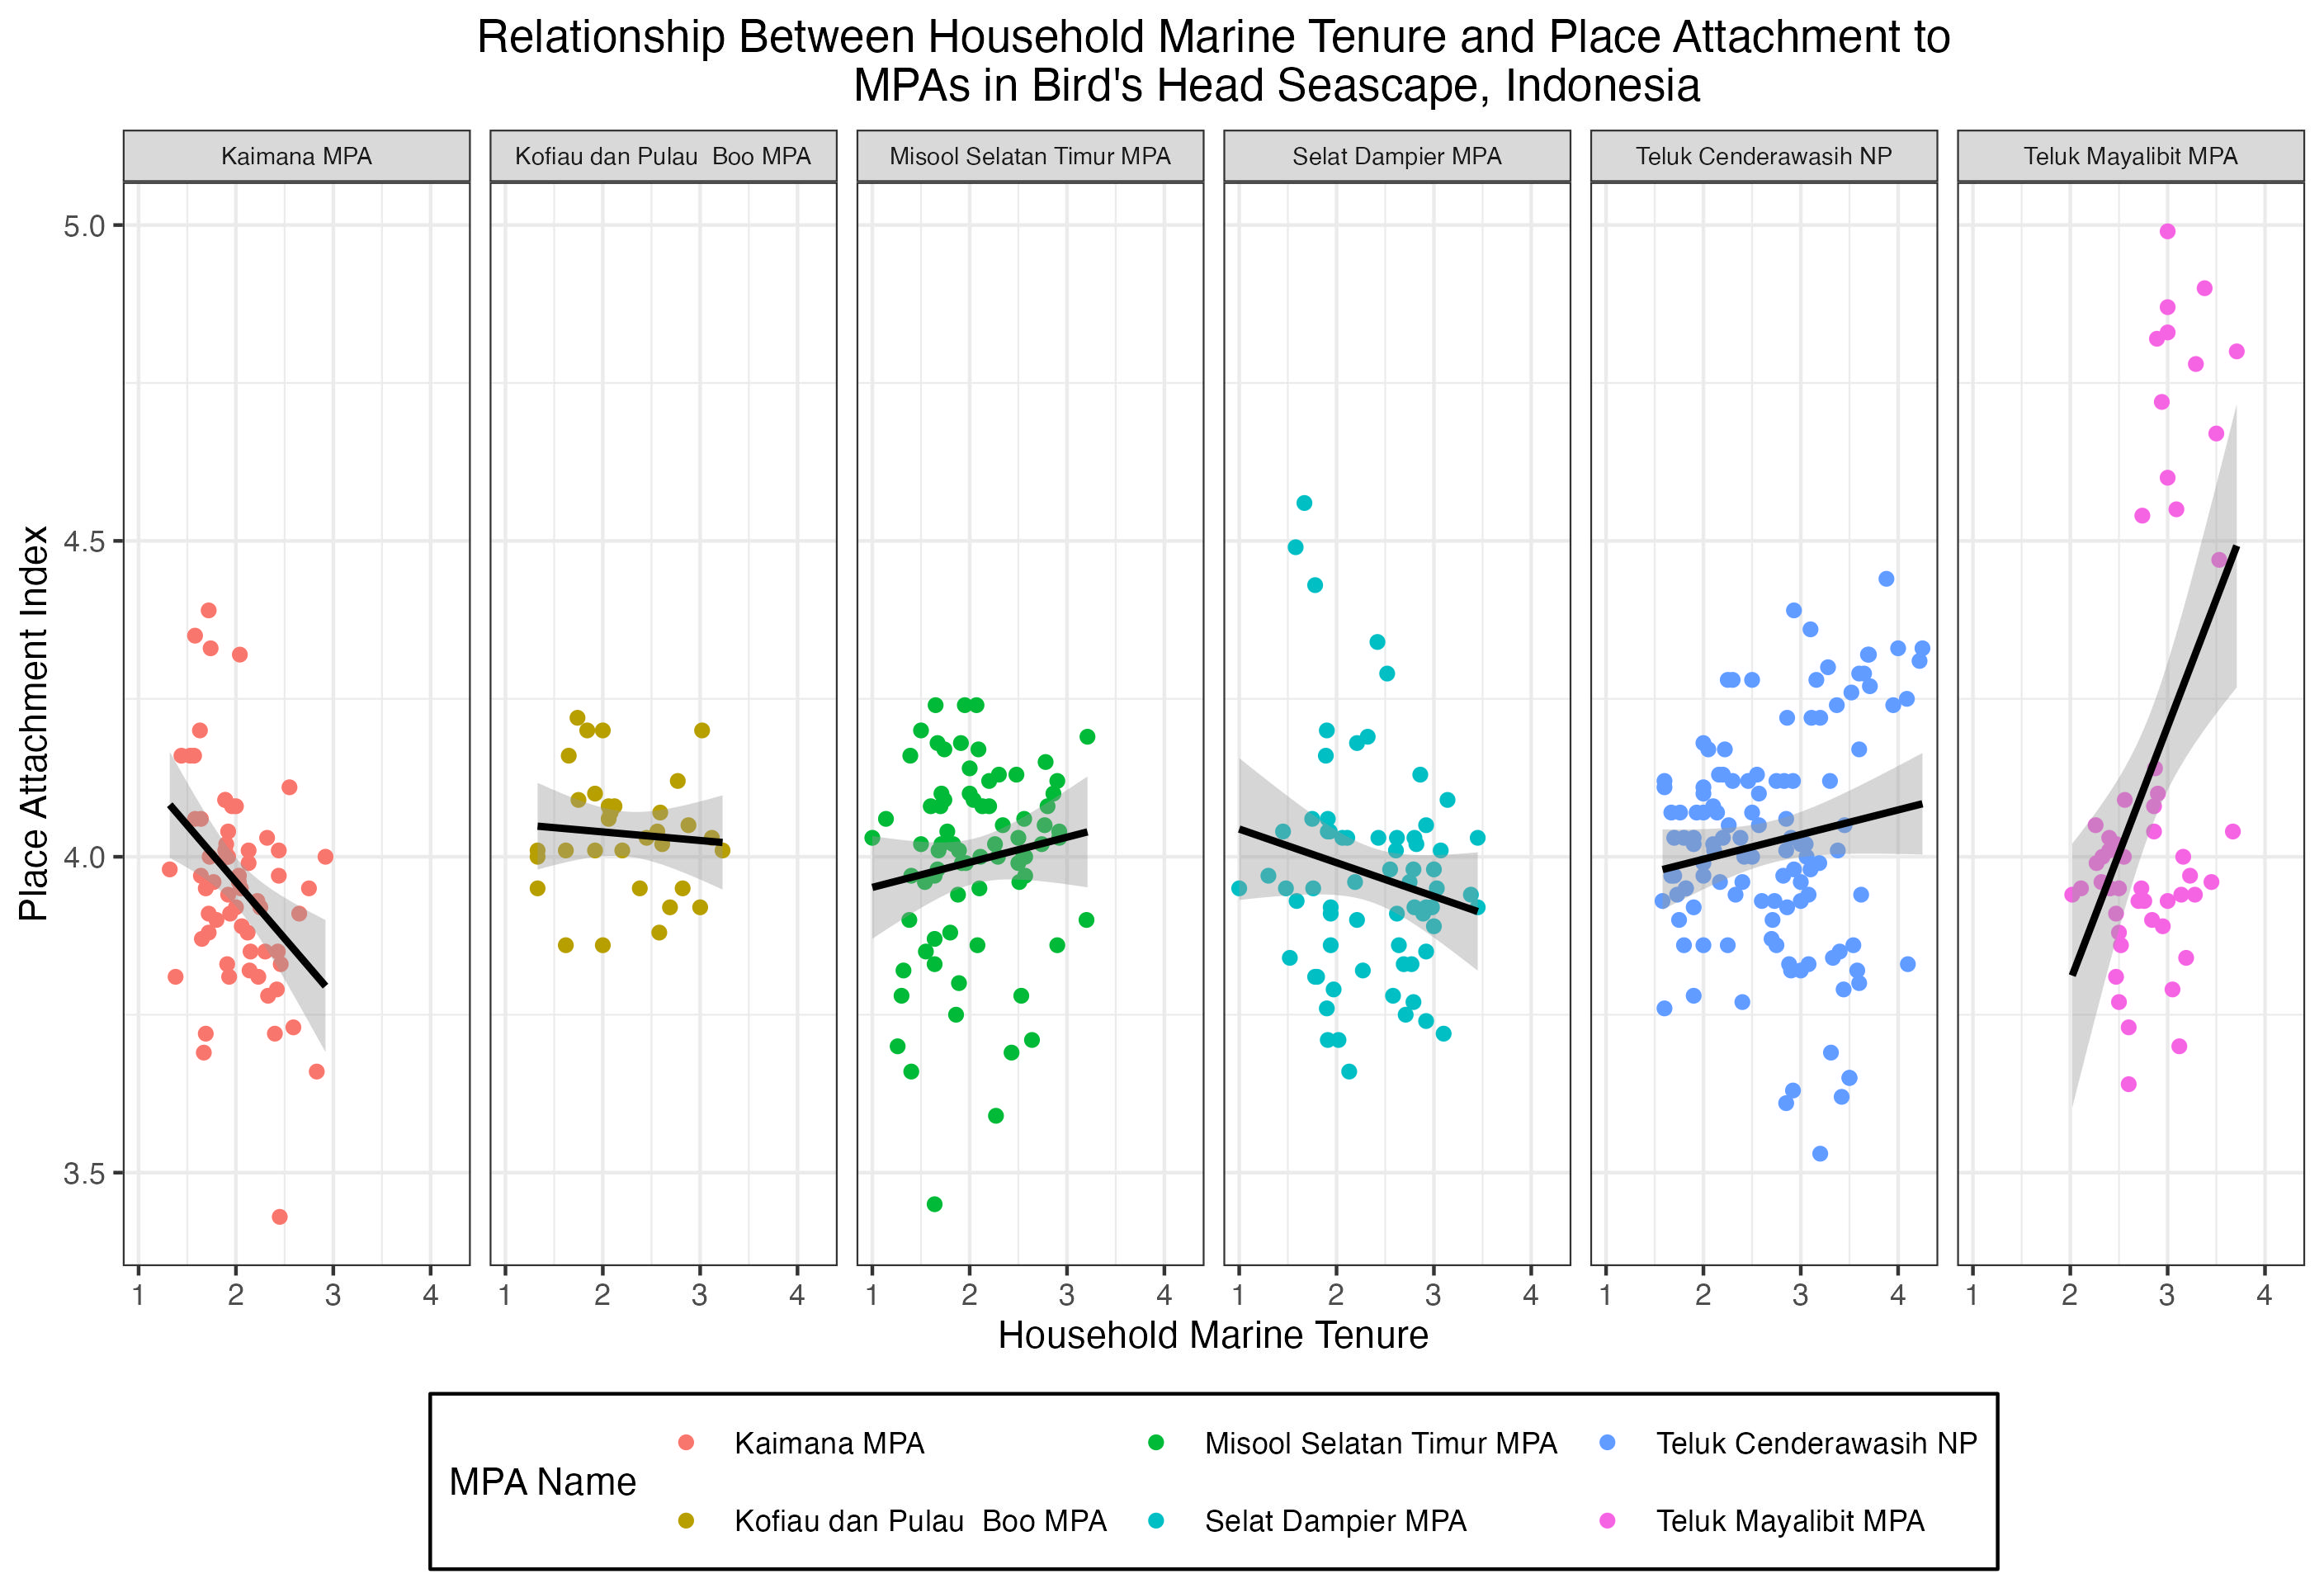 Relationship Between Household Marine Tenure and Place Attachment to
MPAs in Bird's Head Seascape, Indonesia
Kaimana MPA
Kofiau dan Pulau  Boo MPA
Misool Selatan Timur MPA
Selat Dampier MPA
Teluk Cenderawasih NP
Teluk Mayalibit MPA
Place Attachment Index
5.0
4.5
4.0
3.5
1 2 3 4
1 2 3 4
1 2 3 4
1 2 3 4
1 2 3 4
1 2 3 4
Household Marine Tenure
MPA Name
Kaimana MPA
Kofiau dan Pulau  Boo MPA
Misool Selatan Timur MPA
Selat Dampier MPA
Teluk Cenderawasih NP
Teluk Mayalibit MPA